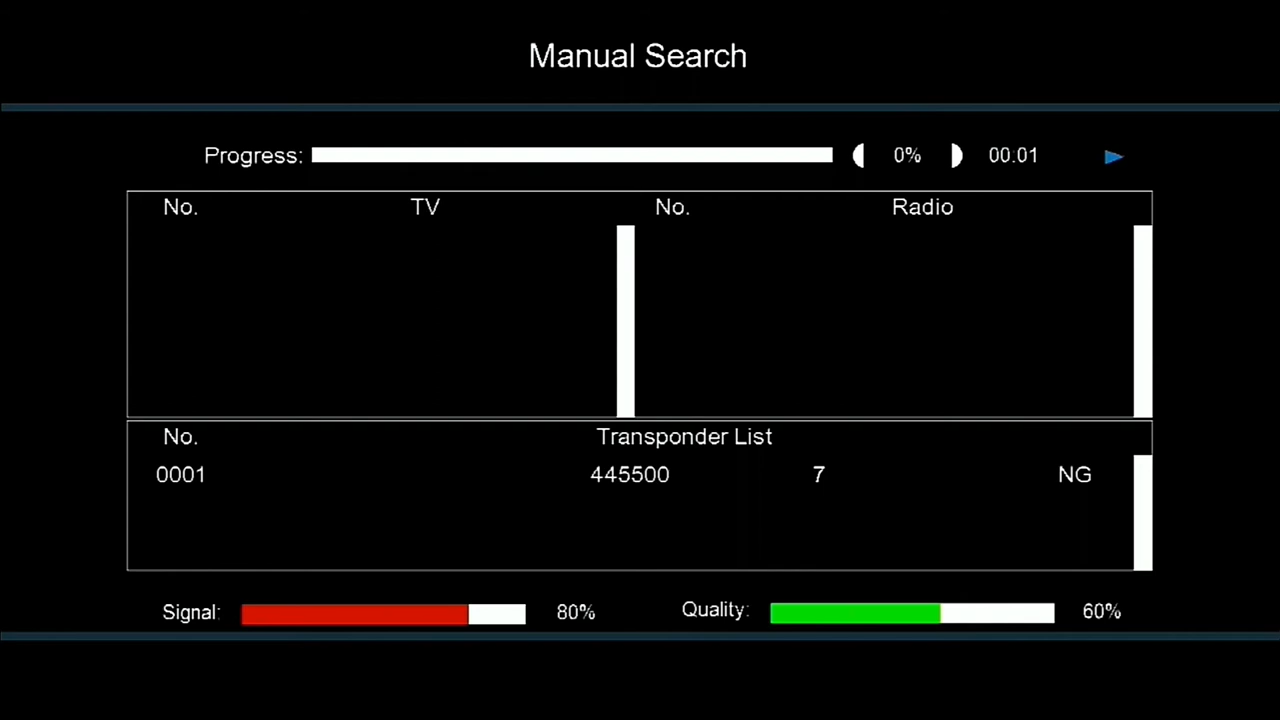 Manual Search
Progress: 0% 00:01
No. TV No. Radio
No. Transponder List
0001 445500 7 NG
Signal: 80% Quality: 60%